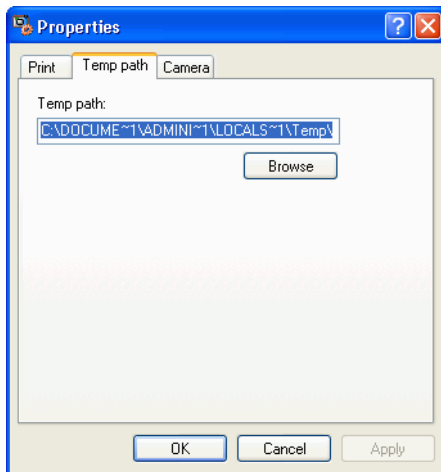 Properties
Print Temp path Camera
Temp path:
C:\DOCUME~1\ADMINI~1\LOCALS~1\Temp\
Browse
OK Cancel Apply